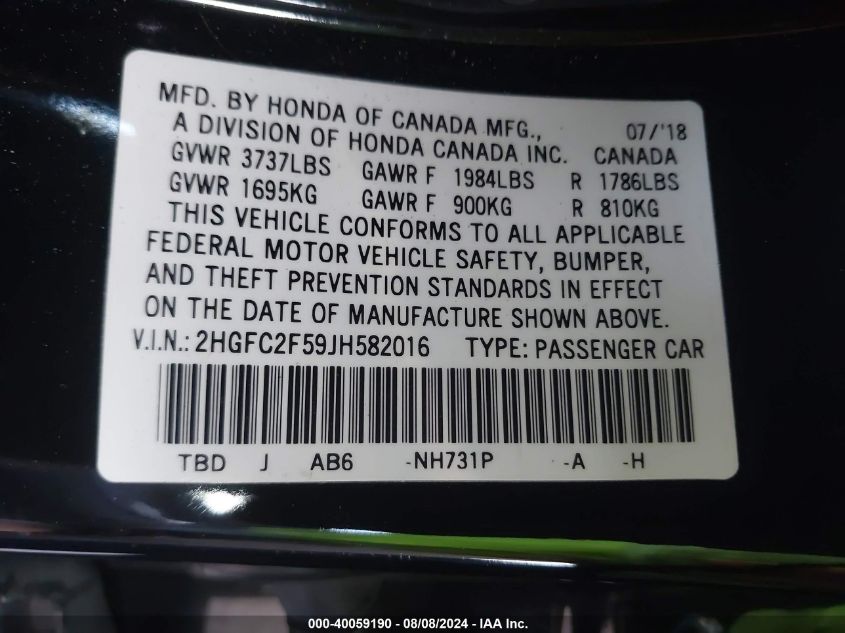 MFD. BY HONDA OF CANADA MFG., 07/'18
A DIVISION OF HONDA CANADA INC. CANADA
GVWR 3737LBS GAWR F 1984LBS R 1786LBS
GVWR 1695KG GAWR F 900KG R 810KG
THIS VEHICLE CONFORMS TO ALL APPLICABLE
FEDERAL MOTOR VEHICLE SAFETY, BUMPER,
AND THEFT PREVENTION STANDARDS IN EFFECT
ON THE DATE OF MANUFACTURE SHOWN ABOVE.
V.I.N.: 2HGFC2F59JH582016 TYPE: PASSENGER CAR
TBD J AB6 -NH731P -A -H
000-40059190 - 08/08/2024 - IAA Inc.